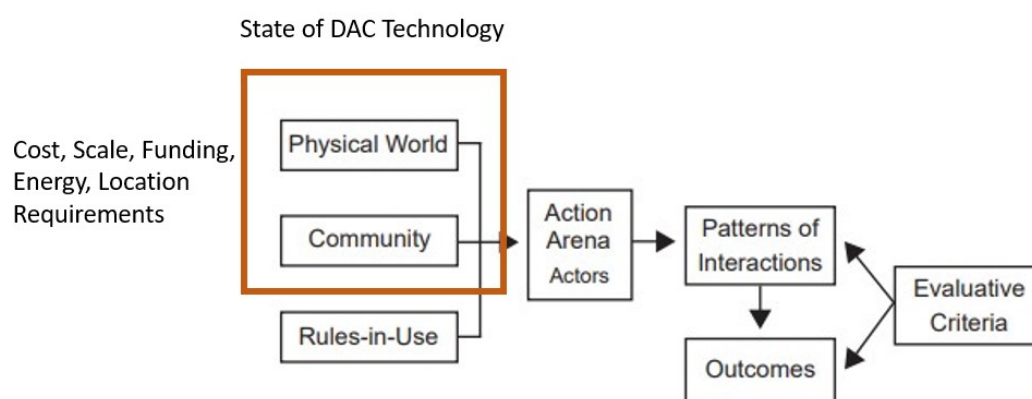 State of DAC Technology
Cost, Scale, Funding,
Energy, Location
Requirements
Physical World
Community
Rules-in-Use
Action
Arena
Actors
Patterns of
Interactions
Outcomes
Evaluative
Criteria